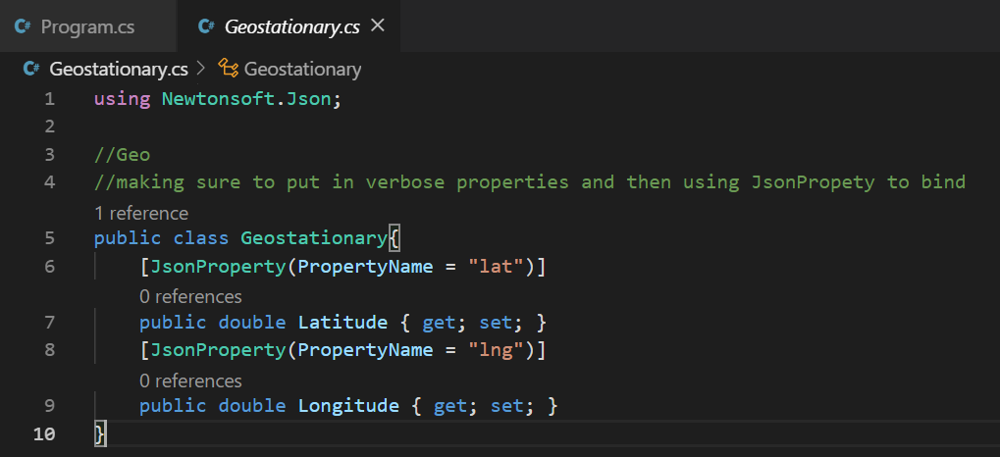 C# Program.cs
C# Geostationary.cs ×
C# Geostationary.cs > Geostationary
1 using Newtonsoft.Json;
2
3 //Geo
4 //making sure to put in verbose properties and then using JsonPropety to bind
1 reference
5 public class Geostationary{
6 [JsonProperty(PropertyName = "lat")]
0 references
7 public double Latitude { get; set; }
8 [JsonProperty(PropertyName = "lng")]
0 references
9 public double Longitude { get; set; }
10 }